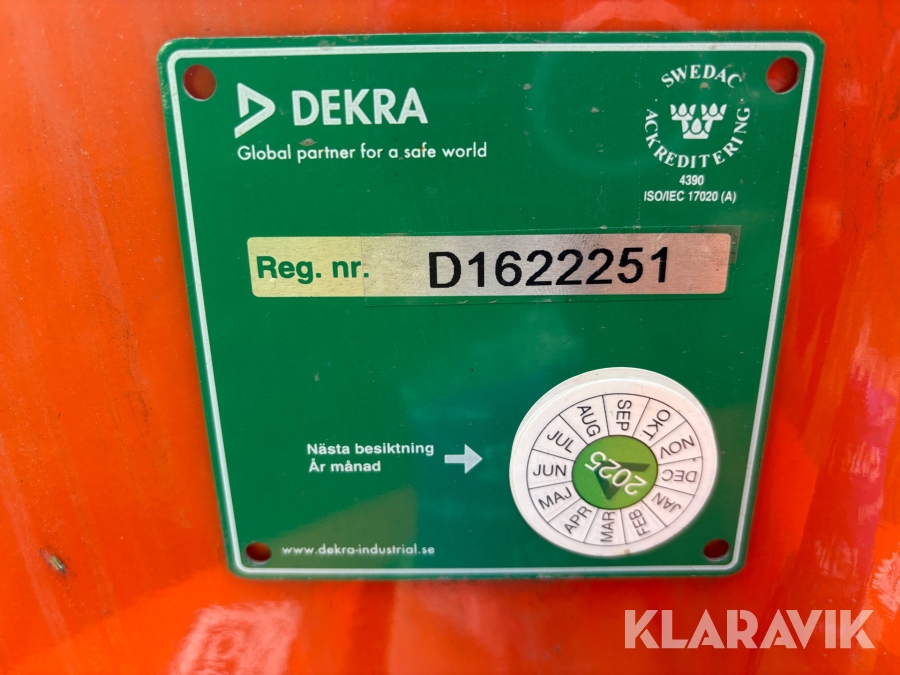 DEKRA
Global partner for a safe world
SWEDAC
ACKREDITERING
4390
ISO/IEC 17020 (A)
Reg. nr. D1622251
Nästa besiktning
År månad
JAN FEB MAR APR MAJ JUN JUL AUG SEP OKT NOV DEC
2025
www.dekra-industrial.se
KLARAVIK